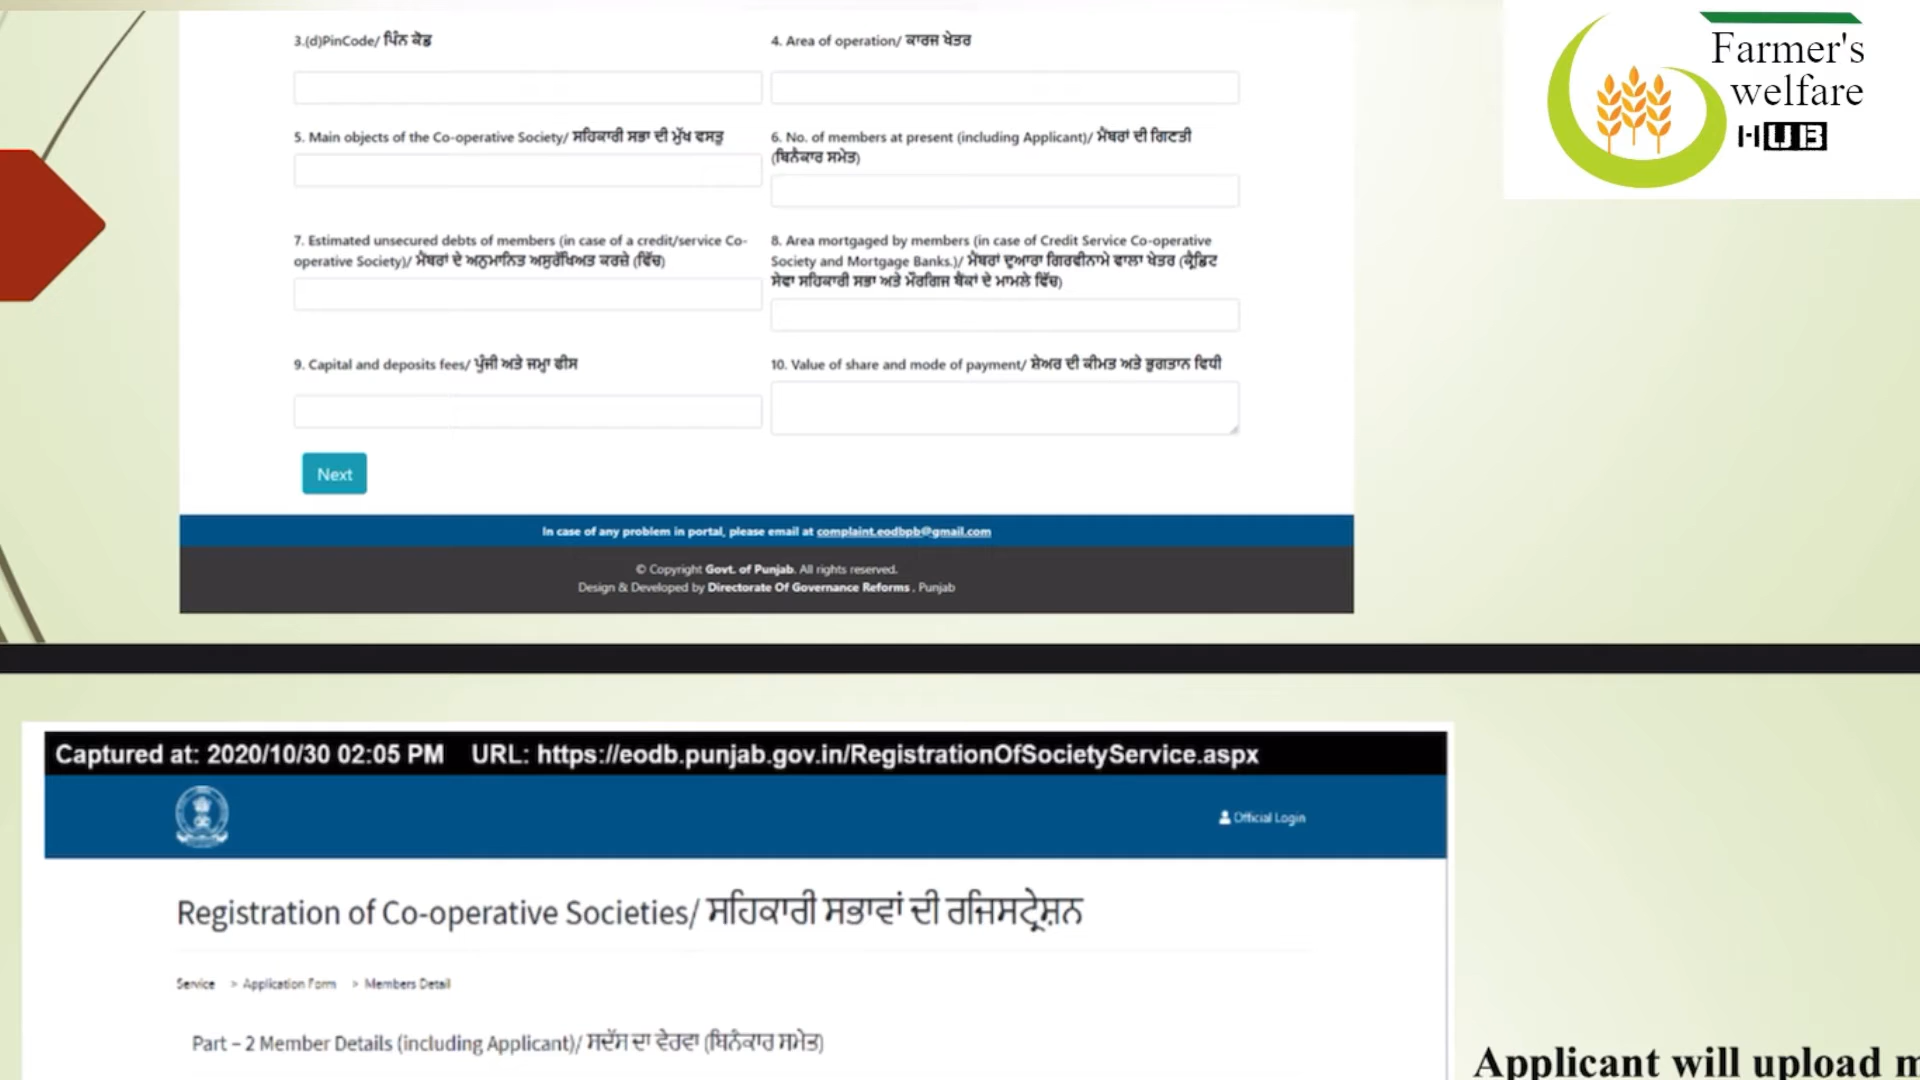 Farmer's
welfare
HUB
3.(d)PinCode/ ਪਿੰਨ ਕੋਡ
4. Area of operation/ ਕਾਰਜ ਖੇਤਰ
5. Main objects of the Co-operative Society/ ਸਹਿਕਾਰੀ ਸਭਾ ਦੀ ਮੁੱਖ ਵਸਤੂ
6. No. of members at present (including Applicant)/ ਮੈਂਬਰਾਂ ਦੀ ਗਿਣਤੀ
(ਬਿਨੈਕਾਰ ਸਮੇਤ)
7. Estimated unsecured debts of members (in case of a credit/service Co-
operative Society)/ ਮੈਂਬਰਾਂ ਦੇ ਅਨੁਮਾਨਿਤ ਅਸੁਰੱਖਿਅਤ ਕਰਜ਼ੇ (ਵਿੱਚ)
8. Area mortgaged by members (in case of Credit Service Co-operative
Society and Mortgage Banks.)/ ਮੈਂਬਰਾਂ ਦੁਆਰਾ ਗਿਰਵੀਨਾਮੇ ਵਾਲਾ ਖੇਤਰ (ਕ੍ਰੈਡਿਟ
ਸੇਵਾ ਸਹਿਕਾਰੀ ਸਭਾ ਅਤੇ ਮੌਰਗਿਜ ਬੈਂਕਾਂ ਦੇ ਮਾਮਲੇ ਵਿੱਚ)
9. Capital and deposits fees/ ਪੂੰਜੀ ਅਤੇ ਜਮ੍ਹਾ ਫੀਸ
10. Value of share and mode of payment/ ਸ਼ੇਅਰ ਦੀ ਕੀਮਤ ਅਤੇ ਭੁਗਤਾਨ ਵਿਧੀ
Next
In case of any problem in portal, please email at complaint.eodbpb@gmail.com
© Copyright Govt. of Punjab. All rights reserved.
Design & Developed by Directorate Of Governance Reforms , Punjab
Captured at: 2020/10/30 02:05 PM URL: https://eodb.punjab.gov.in/RegistrationOfSocietyService.aspx
Official Login
Registration of Co-operative Societies/ ਸਹਿਕਾਰੀ ਸਭਾਵਾਂ ਦੀ ਰਜਿਸਟ੍ਰੇਸ਼ਨ
Service > Application Form > Members Detail
Part – 2 Member Details (including Applicant)/ ਸਦੱਸ ਦਾ ਵੇਰਵਾ (ਬਿਨੈਕਾਰ ਸਮੇਤ)
Applicant will upload